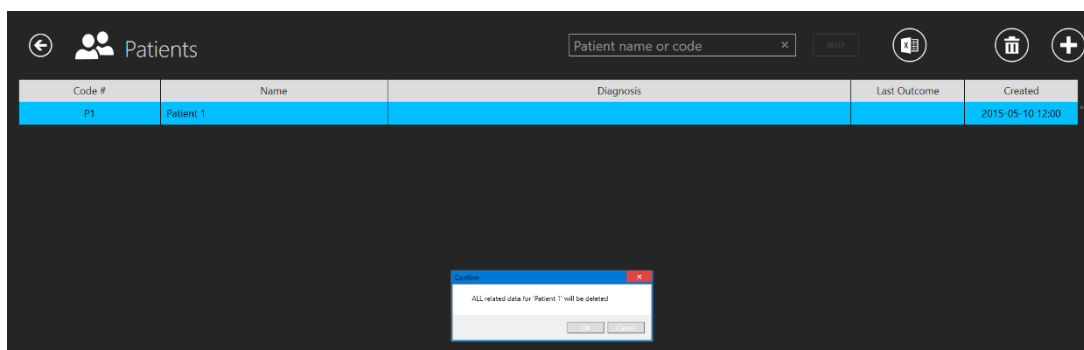 Patients
Patient name or code ×
RESET
Code # Name Diagnosis Last Outcome Created
P1 Patient 1 2015-05-10 12:00
Confirm
ALL related data for 'Patient 1' will be deleted
OK Cancel